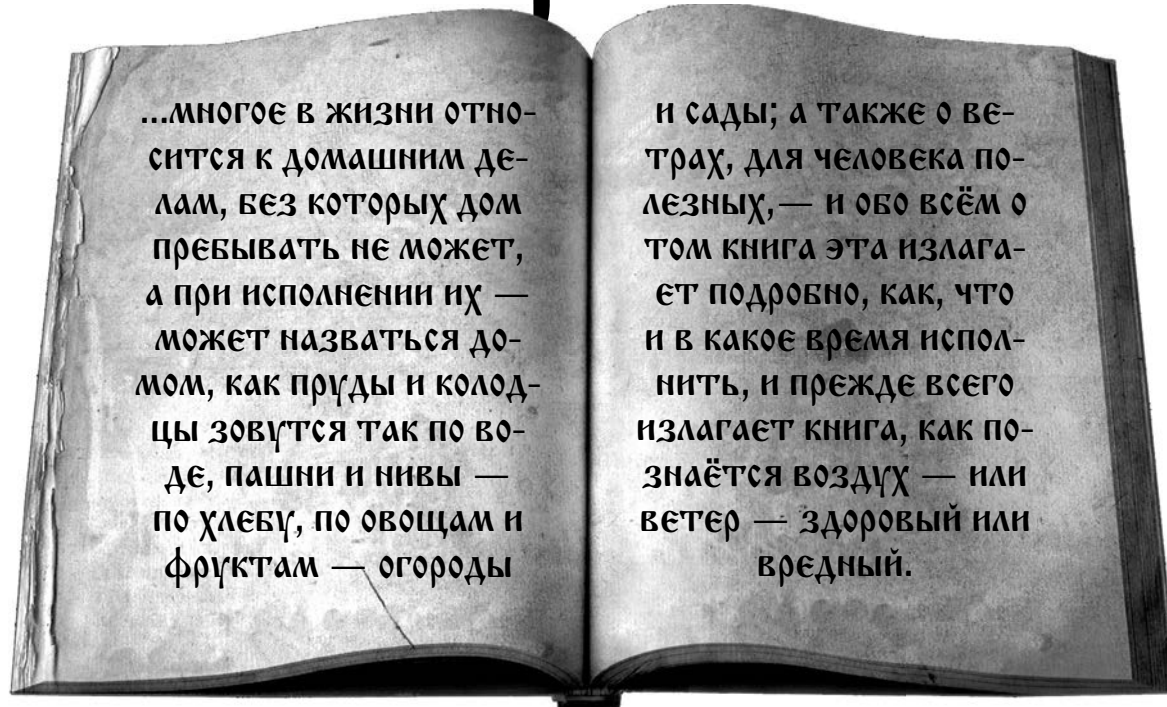 ...многое в жизни отно-
сится к домашним де-
лам, без которых дом
пребывать не может,
а при исполнении их —
может назваться до-
мом, как пруды и колод-
цы зовутся так по во-
де, пашни и нивы —
по хлебу, по овощам и
фруктам — огороды
и сады; а также о ве-
трах, для человека по-
лезных,— и обо всём о
том книга эта излага-
ет подробно, как, что
и в какое время испол-
нить, и прежде всего
излагает книга, как по-
знаётся воздух — или
ветер — здоровый или
вредный.